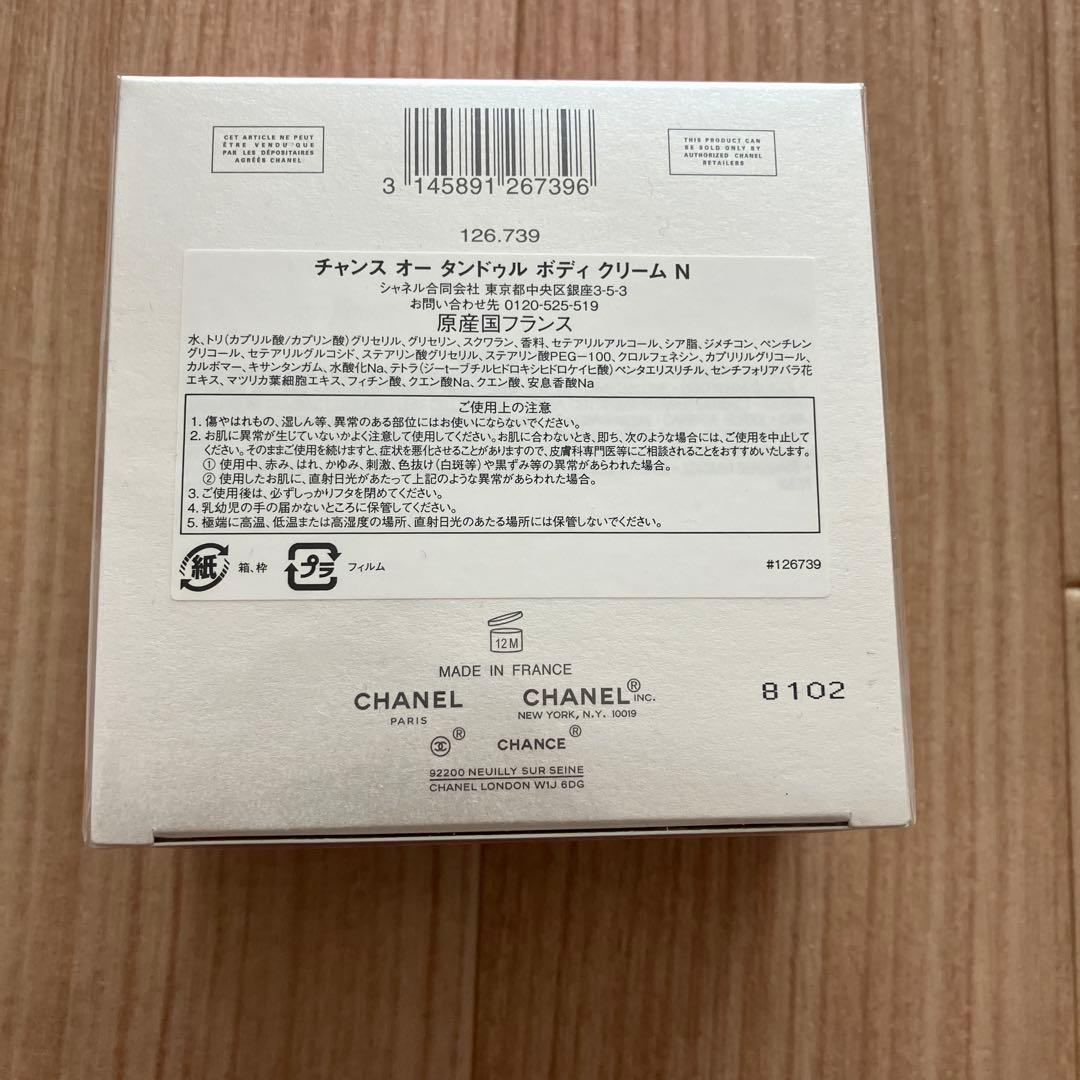 CET ARTICLE NE PEUT
ÊTRE VENDU QUE
PAR LES DÉPOSITAIRES
AGRÉÉS CHANEL
THIS PRODUCT CAN
BE SOLD ONLY BY
AUTHORIZED CHANEL
RETAILERS
3 145891 267396
126.739
チャンス オー タンドゥル ボディ クリーム N
シャネル合同会社 東京都中央区銀座3-5-3
お問い合わせ先 0120-525-519
原産国フランス
水、トリ(カプリル酸/カプリン酸)グリセリル、グリセリン、スクワラン、香料、セテアリルアルコール、シア脂、ジメチコン、ペンチレン
グリコール、セテアリルグルコシド、ステアリン酸グリセリル、ステアリン酸PEG-100、クロルフェネシン、カプリリルグリコール、
カルボマー、キサンタンガム、水酸化Na、テトラ(ジ-t-ブチルヒドロキシヒドロケイヒ酸)ペンタエリスリチル、センチフォリアバラ花
エキス、マツリカ葉細胞エキス、フィチン酸、クエン酸Na、クエン酸、安息香酸Na
ご使用上の注意
1. 傷やはれもの、湿しん等、異常のある部位にはお使いにならないでください。
2. お肌に異常が生じていないかよく注意して使用してください。お肌に合わないとき、即ち、次のような場合には、ご使用を中止して
ください。そのままご使用を続けますと、症状を悪化させることがありますので、皮膚科専門医等にご相談されることをおすすめいたします。
① 使用中、赤み、はれ、かゆみ、刺激、色抜け(白斑等)や黒ずみ等の異常があらわれた場合。
② 使用したお肌に、直射日光があたって上記のような異常があらわれた場合。
3. ご使用後は、必ずしっかりフタを閉めてください。
4. 乳幼児の手の届かないところに保管してください。
5. 極端に高温、低温または高湿度の場所、直射日光のあたる場所には保管しないでください。
紙 箱、枠 プラ フィルム #126739
12M
MADE IN FRANCE
CHANEL CHANEL® INC.
PARIS NEW YORK, N.Y. 10019
8102
® CHANCE®
92200 NEUILLY SUR SEINE
CHANEL LONDON W1J 6DG